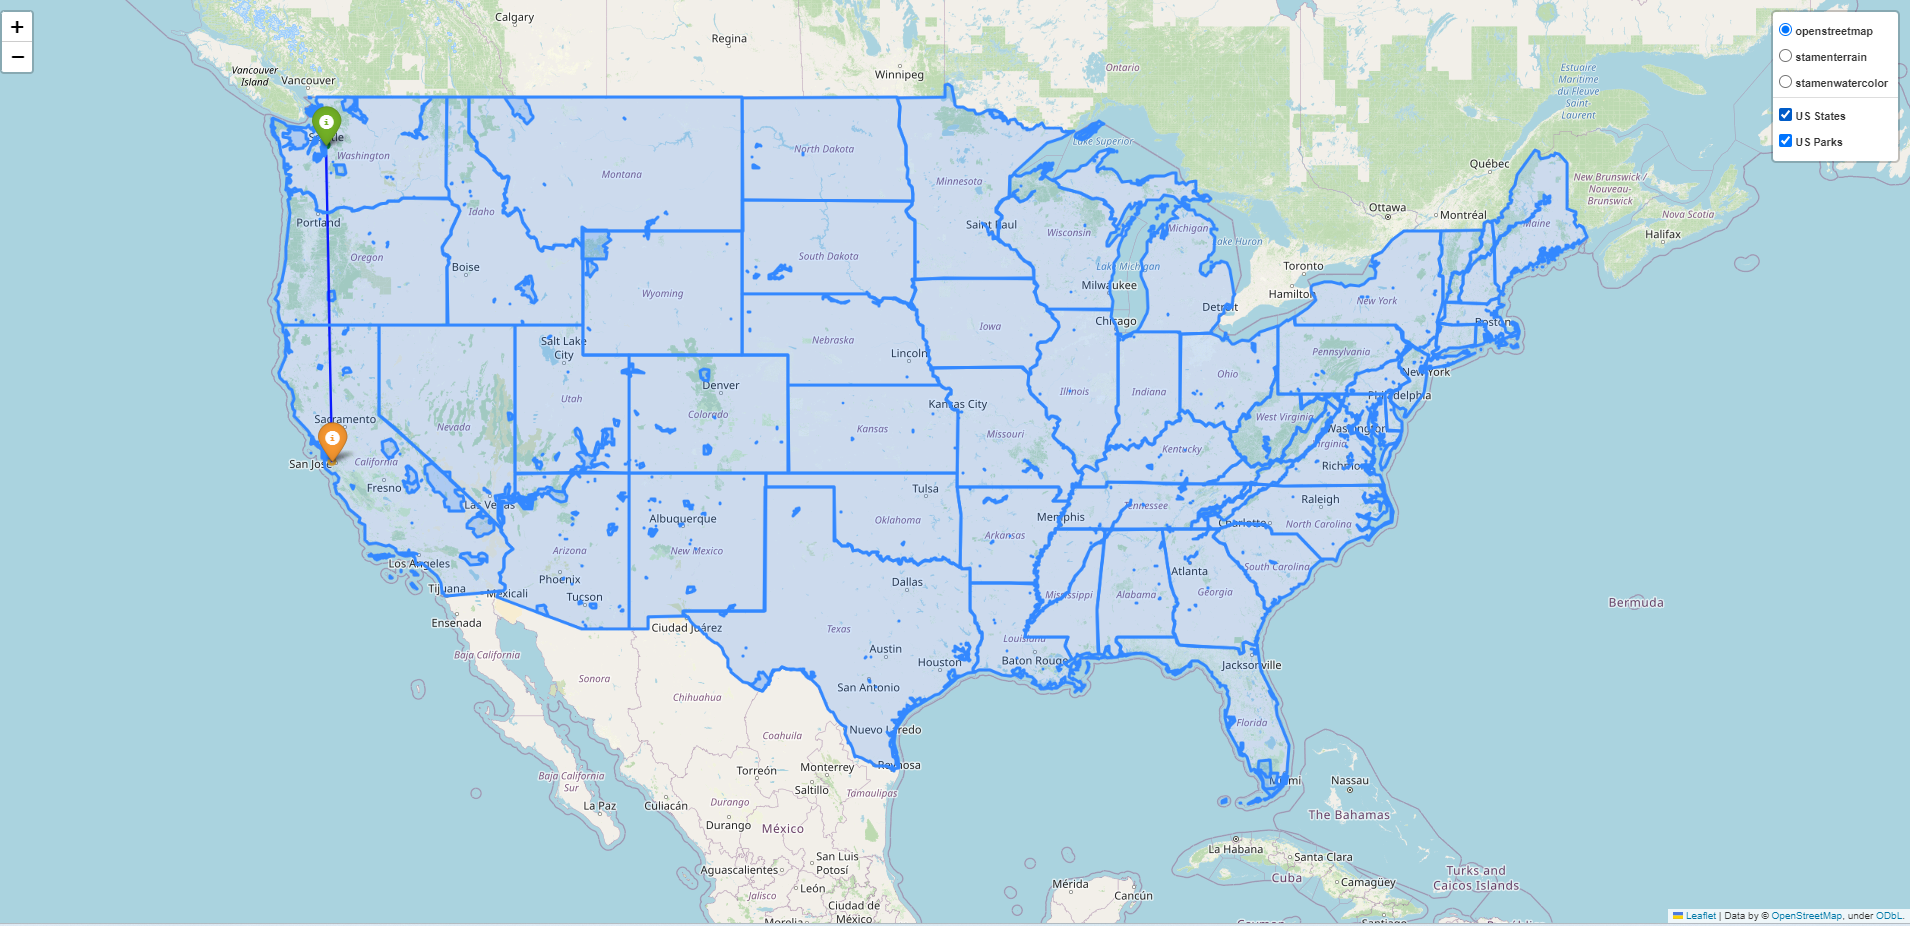 +
−
openstreetmap
stamenterrain
stamenwatercolor
US States
US Parks
Calgary
Regina
Winnipeg
Ontario
Vancouver
Island
Vancouver
Estuaire
Maritime
du Fleuve
Saint-
Laurent
Washington
North Dakota
Montana
Minnesota
Lake Superior
Québec
New Brunswick /
Nouveau-
Brunswick
Nova Scotia
Halifax
Ottawa
Montréal
Maine
Portland
Idaho
Saint Paul
Wisconsin
Michigan
Lake Michigan
Toronto
Hamilton
Oregon
Boise
South Dakota
Wyoming
Milwaukee
Detroit
New York
Chicago
Boston
Salt Lake
City
Iowa
Nebraska
Lincoln
Pennsylvania
New York
Denver
Utah
Colorado
Illinois
Indiana
Ohio
Philadelphia
Sacramento
Nevada
Kansas City
Kansas
Missouri
West Virginia
Washington
Virginia
Kentucky
San Jose
California
Richmond
Fresno
Las Vegas
Tulsa
Raleigh
Albuquerque
Oklahoma
Memphis
Tennessee
Charlotte
North Carolina
Arizona
New Mexico
Arkansas
Los Angeles
Phoenix
Dallas
Atlanta
South Carolina
Tijuana
Mexicali
Tucson
Mississippi
Alabama
Georgia
Bermuda
Ensenada
Ciudad Juárez
Texas
Louisiana
Baja California
Austin
Houston
Baton Rouge
Jacksonville
Sonora
Chihuahua
San Antonio
Florida
Nuevo Laredo
Coahuila
Reynosa
Torreón
Monterrey
Saltillo
Tamaulipas
Baja California
Sur
La Paz
Culiacán
Durango
Durango
México
Miami
Nassau
The Bahamas
La Habana
Santa Clara
Cuba
Camagüey
Turks and
Caicos Islands
San Luis
Potosí
Aguascalientes
León
Jalisco
Ciudad de
México
Mérida
Cancún
Leaflet | Data by © OpenStreetMap, under ODbL.